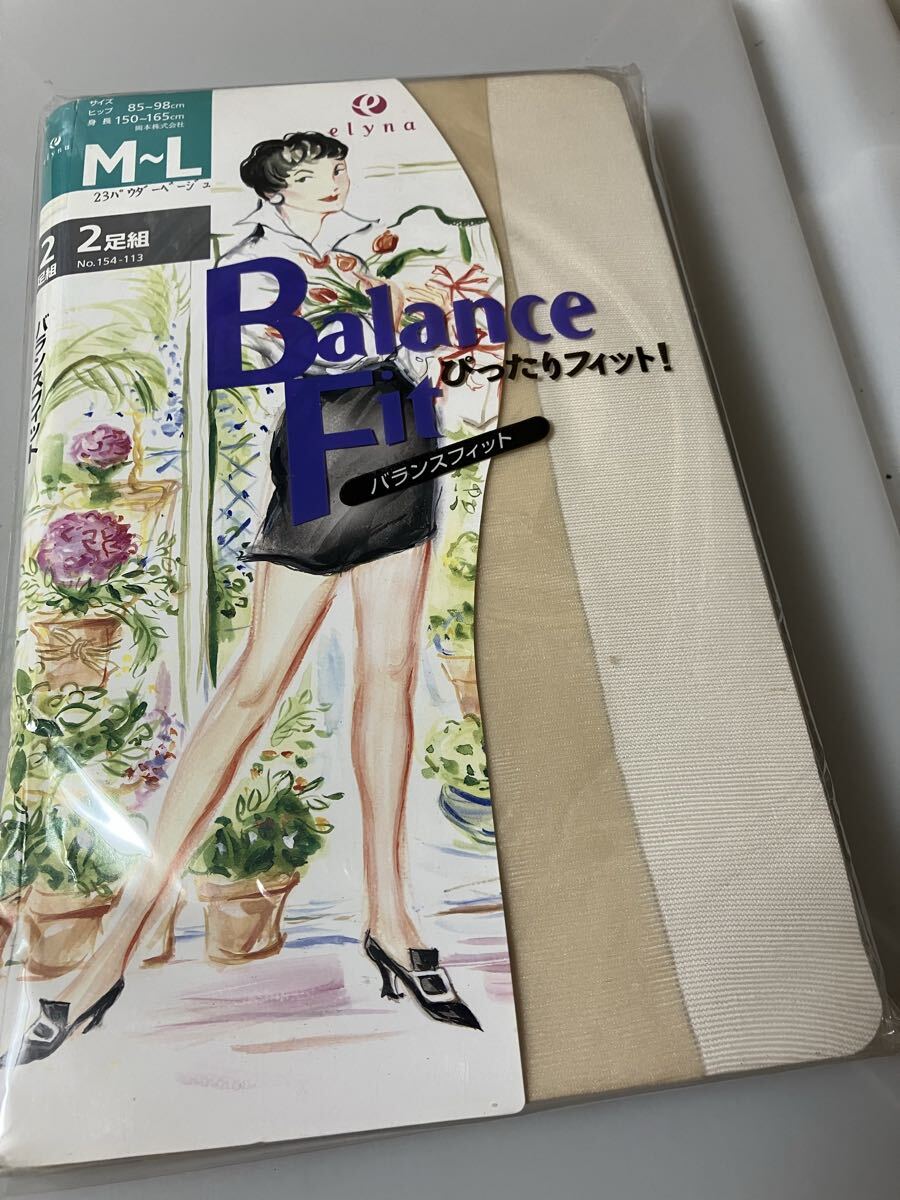 サイズ
ヒップ 85~98cm
身長 150~165cm
岡本株式会社
M~L
23パウダーベージュ
2足組
No.154-113
elyna
Balance
Fit
ぴったりフィット!
バランスフィット
elyna
2
足組
バランスフィット